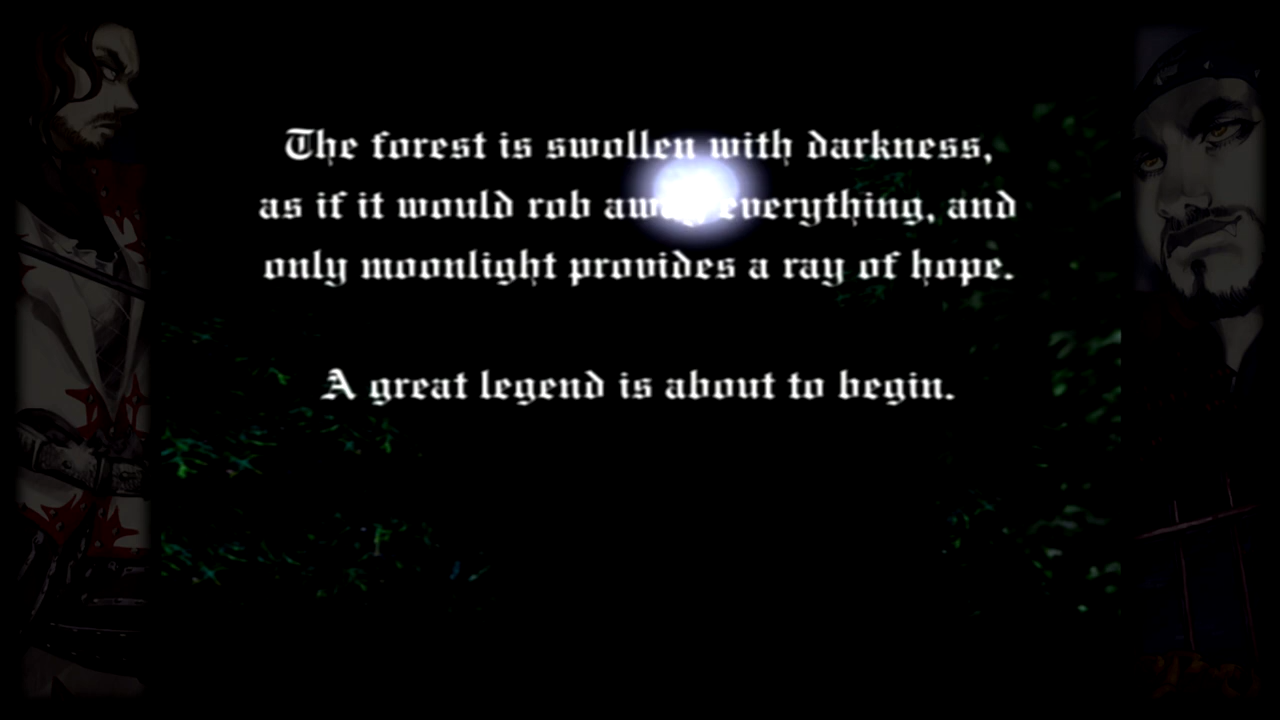 The forest is swollen with darkness,
as if it would rob away everything, and
only moonlight provides a ray of hope.
A great legend is about to begin.